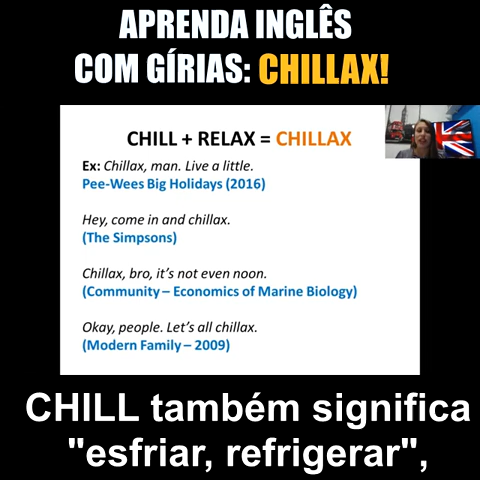 APRENDA INGLÊS
COM GÍRIAS: CHILLAX!
CHILL + RELAX = CHILLAX
Ex: Chillax, man. Live a little.
Pee-Wees Big Holidays (2016)
Hey, come in and chillax.
(The Simpsons)
Chillax, bro, it's not even noon.
(Community – Economics of Marine Biology)
Okay, people. Let's all chillax.
(Modern Family – 2009)
CHILL também significa
"esfriar, refrigerar",